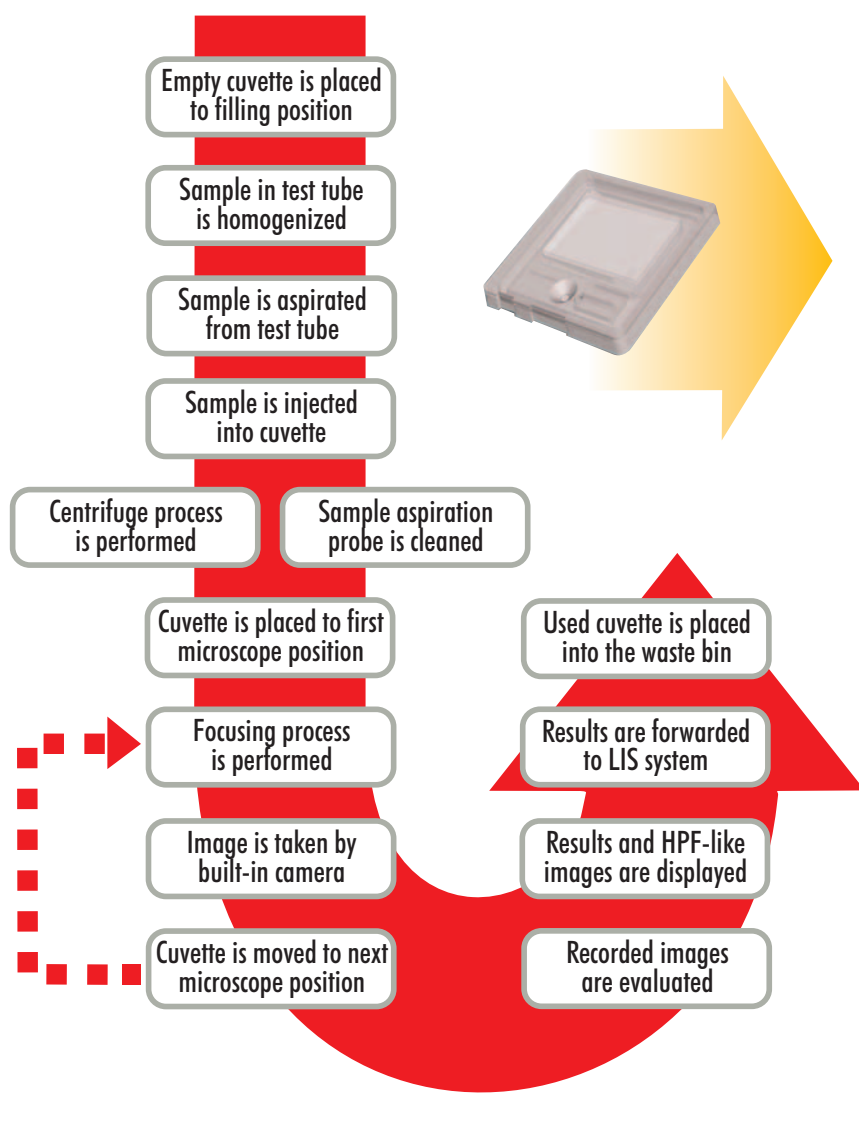 Empty cuvette is placed
to filling position
Sample in test tube
is homogenized
Sample is aspirated
from test tube
Sample is injected
into cuvette
Centrifuge process
is performed
Sample aspiration
probe is cleaned
Cuvette is placed to first
microscope position
Focusing process
is performed
Image is taken by
built-in camera
Cuvette is moved to next
microscope position
Recorded images
are evaluated
Results and HPF-like
images are displayed
Results are forwarded
to LIS system
Used cuvette is placed
into the waste bin